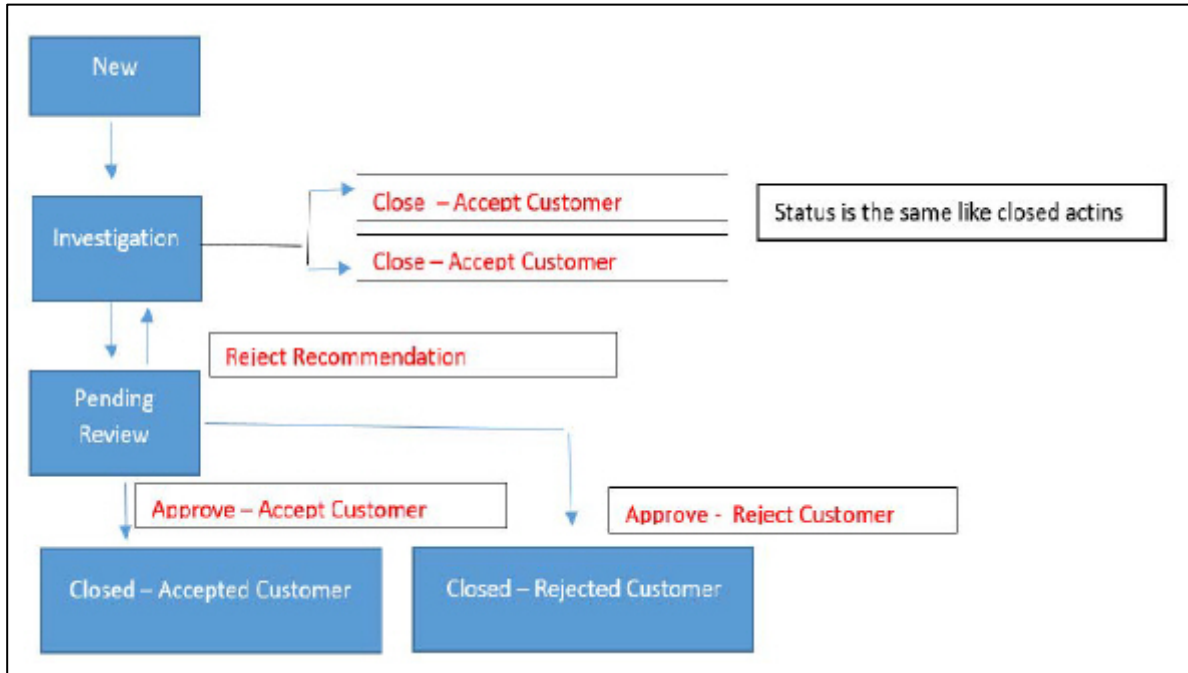 New
Close – Accept Customer
Status is the same like closed actins
Investigation
Close – Accept Customer
Reject Recommendation
Pending
Review
Approve – Accept Customer
Approve - Reject Customer
Closed – Accepted Customer
Closed – Rejected Customer